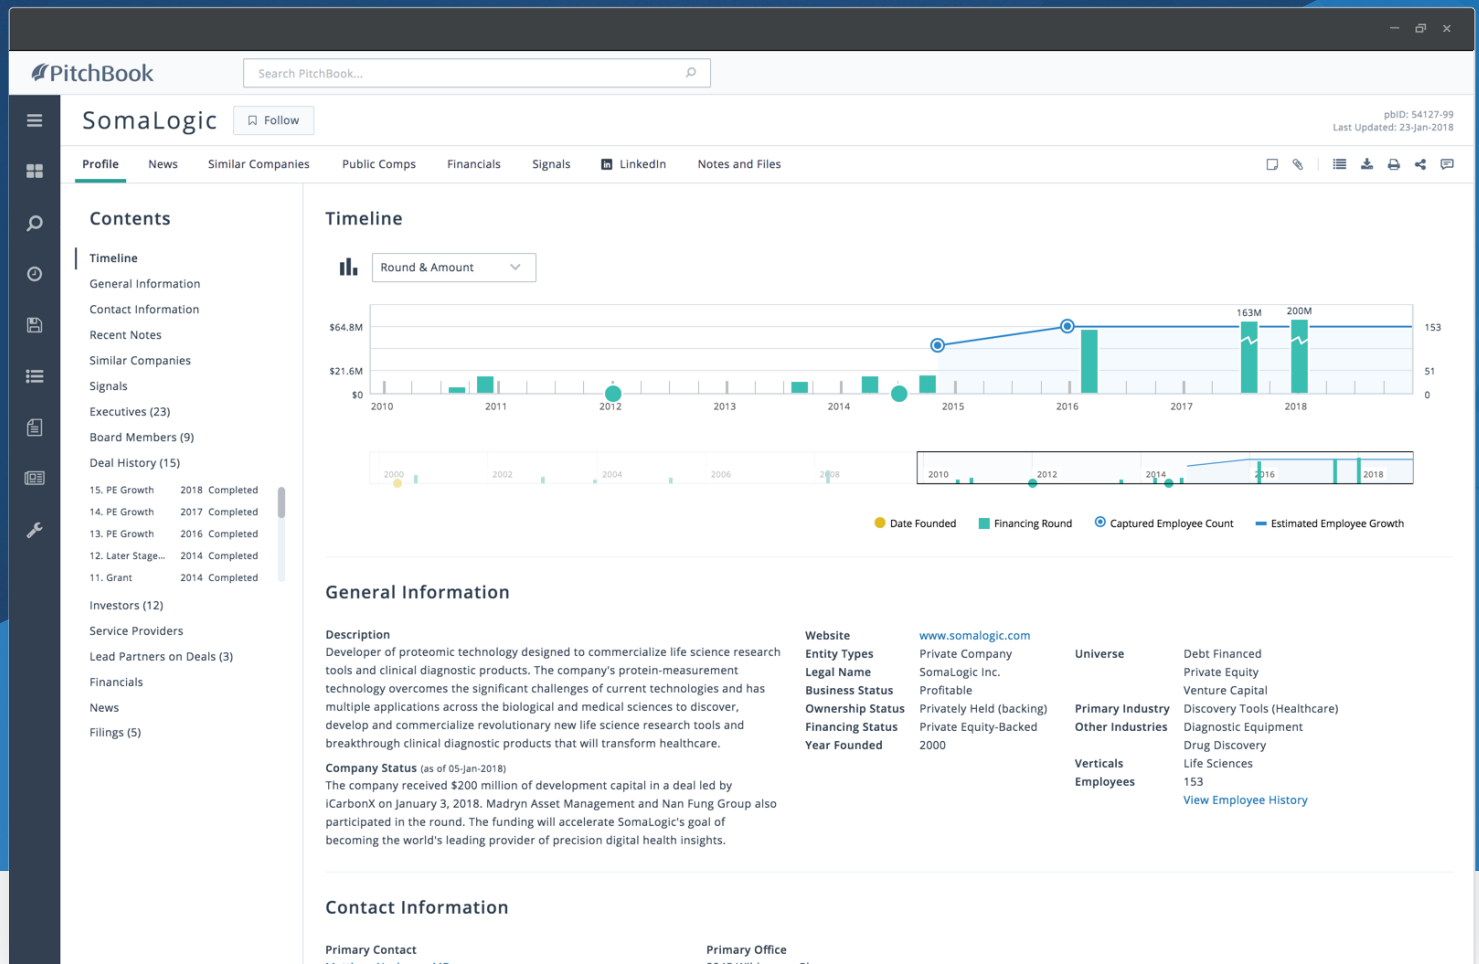 PitchBook
Search PitchBook...
SomaLogic
Follow
pbID: 54127-99
Last Updated: 23-Jan-2018
Profile
News
Similar Companies
Public Comps
Financials
Signals
in LinkedIn
Notes and Files
Contents
Timeline
General Information
Contact Information
Recent Notes
Similar Companies
Signals
Executives (23)
Board Members (9)
Deal History (15)
15. PE Growth 2018 Completed
14. PE Growth 2017 Completed
13. PE Growth 2016 Completed
12. Later Stage... 2014 Completed
11. Grant 2014 Completed
Investors (12)
Service Providers
Lead Partners on Deals (3)
Financials
News
Filings (5)
Timeline
Round & Amount
163M 200M
$64.8M 153
$21.6M 51
$0 0
2010 2011 2012 2013 2014 2015 2016 2017 2018
2000 2002 2004 2006 2008 2010 2012 2014 2016 2018
Date Founded Financing Round Captured Employee Count Estimated Employee Growth
General Information
Description
Developer of proteomic technology designed to commercialize life science research
tools and clinical diagnostic products. The company's protein-measurement
technology overcomes the significant challenges of current technologies and has
multiple applications across the biological and medical sciences to discover,
develop and commercialize revolutionary new life science research tools and
breakthrough clinical diagnostic products that will transform healthcare.
Company Status (as of 05-Jan-2018)
The company received $200 million of development capital in a deal led by
iCarbonX on January 3, 2018. Madryn Asset Management and Nan Fung Group also
participated in the round. The funding will accelerate SomaLogic's goal of
becoming the world's leading provider of precision digital health insights.
Website www.somalogic.com
Entity Types Private Company
Legal Name SomaLogic Inc.
Business Status Profitable
Ownership Status Privately Held (backing)
Financing Status Private Equity-Backed
Year Founded 2000
Universe Debt Financed
Private Equity
Venture Capital
Primary Industry Discovery Tools (Healthcare)
Other Industries Diagnostic Equipment
Drug Discovery
Verticals Life Sciences
Employees 153
View Employee History
Contact Information
Primary Contact
Primary Office